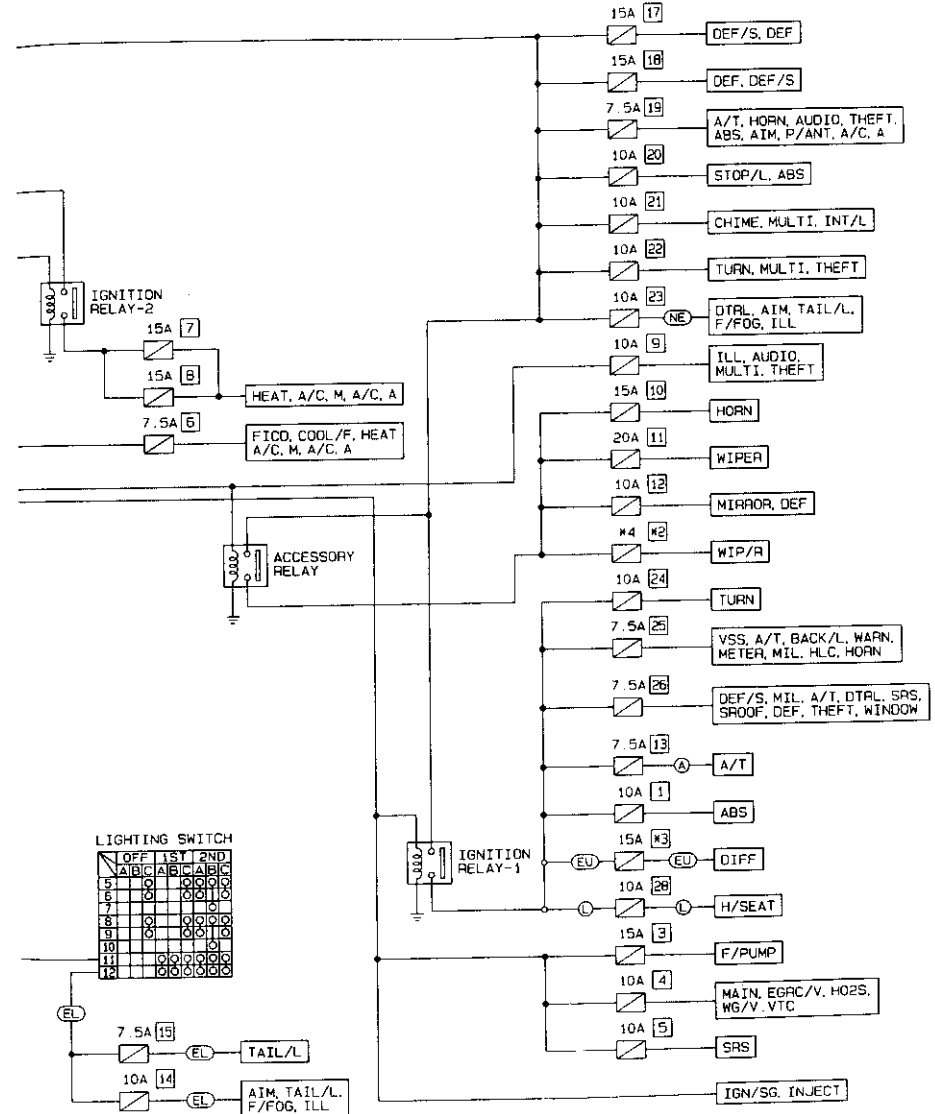 15A 17
DEF/S, DEF
15A 18
DEF, DEF/S
7.5A 19
A/T, HORN, AUDIO, THEFT,
ABS, AIM, P/ANT, A/C, A
10A 20
STOP/L, ABS
10A 21
CHIME, MULTI, INT/L
10A 22
TURN, MULTI, THEFT
10A 23
NE
DTRL, AIM, TAIL/L,
F/FOG, ILL
10A 9
ILL, AUDIO,
MULTI, THEFT
15A 10
HORN
20A 11
WIPER
10A 12
MIRROR, DEF
*4 *2
WIP/R
10A 24
TURN
7.5A 25
VSS, A/T, BACK/L, WARN,
METER, MIL, HLC, HORN
7.5A 26
DEF/S, MIL, A/T, DTRL, SRS,
SROOF, DEF, THEFT, WINDOW
7.5A 13
A
A/T
10A 1
ABS
15A *3
EU EU
DIFF
10A 28
L L
H/SEAT
15A 3
F/PUMP
10A 4
MAIN, EGRC/V, HO2S,
WG/V, VTC
10A 5
SRS
IGN/SG, INJECT
IGNITION
RELAY-2
15A 7
15A 8
HEAT, A/C, M, A/C, A
7.5A 6
FICD, COOL/F, HEAT
A/C, M, A/C, A
ACCESSORY
RELAY
IGNITION
RELAY-1
LIGHTING SWITCH
OFF 1ST 2ND
A B C A B C A B C
5
6
7
8
9
10
11
12
EL
7.5A 15
EL
TAIL/L
10A 14
EL
AIM, TAIL/L,
F/FOG, ILL